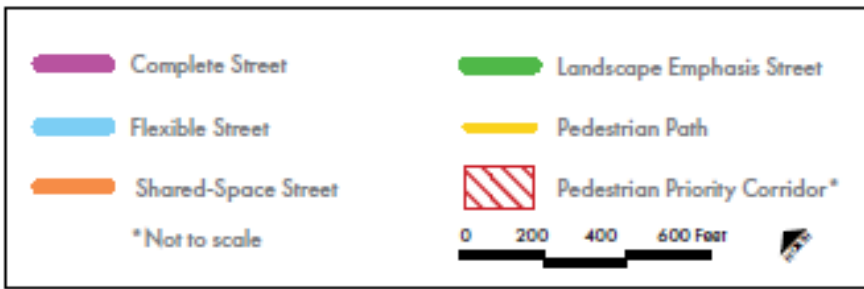 Complete Street
Landscape Emphasis Street
Flexible Street
Pedestrian Path
Shared-Space Street
Pedestrian Priority Corridor*
*Not to scale
0 200 400 600 Feet